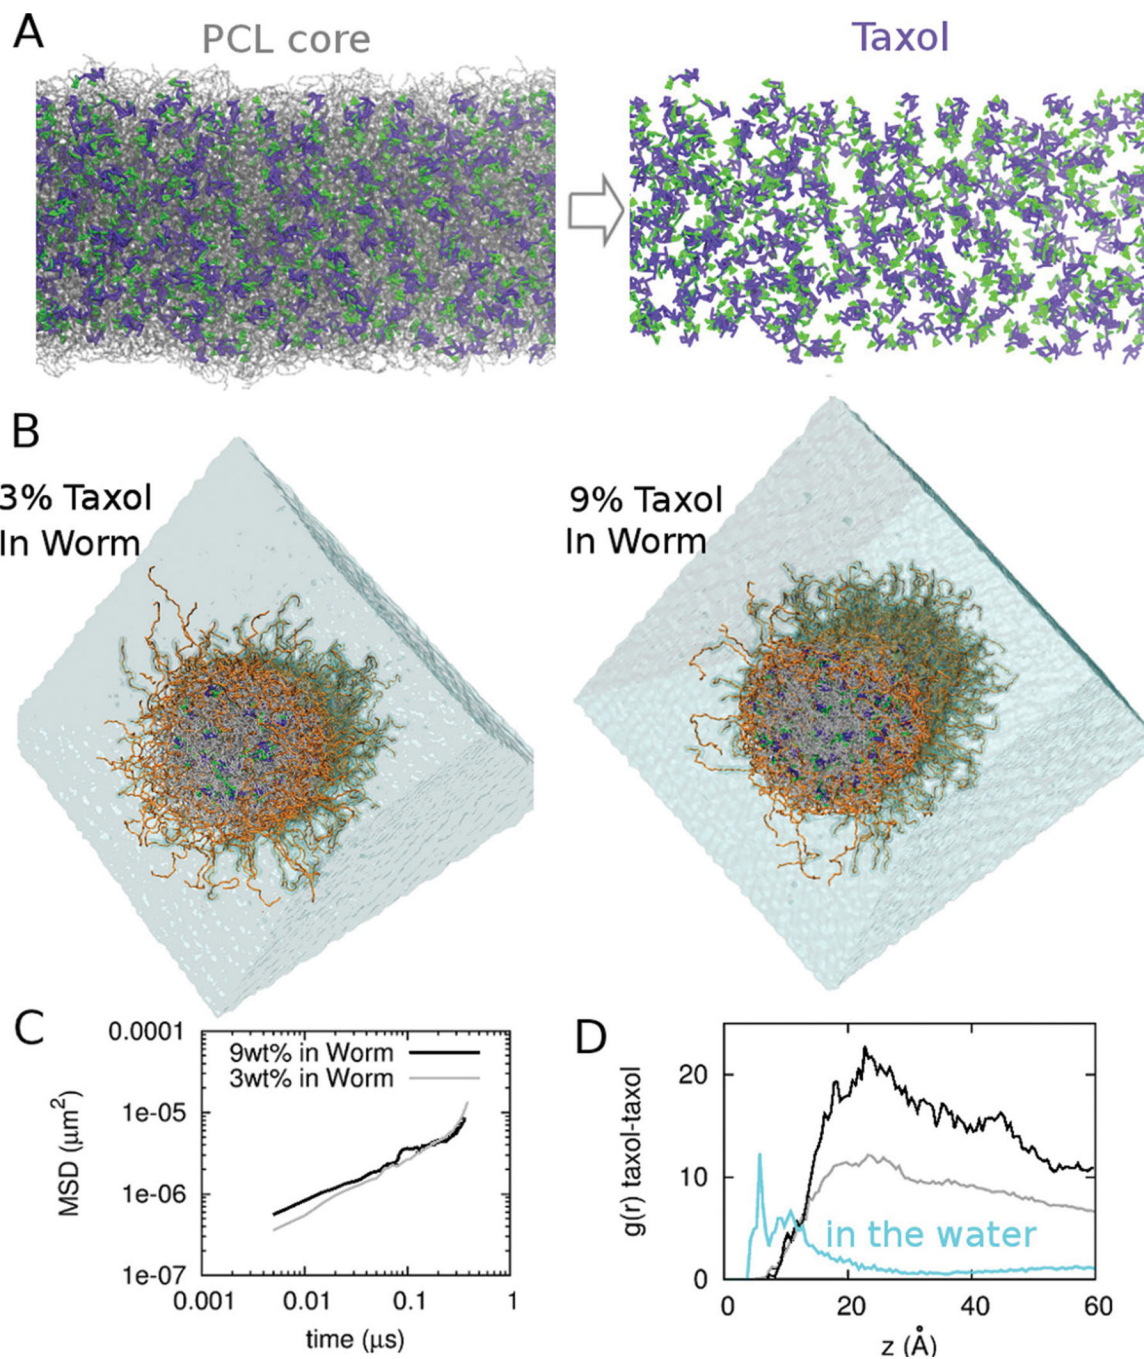 A
PCL core
Taxol
B
3% Taxol
In Worm
9% Taxol
In Worm
C
0.0001
1e-05
1e-06
1e-07
MSD (μm²)
9wt% in Worm
3wt% in Worm
0.001
0.01
0.1
1
time (μs)
D
20
10
0
g(r) taxol-taxol
in the water
0
20
40
60
z (Å)